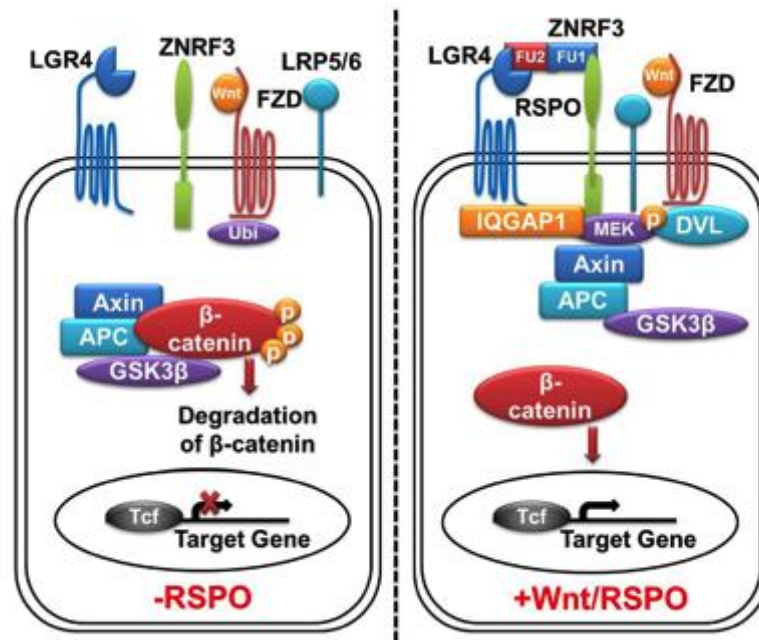 LGR4
ZNRF3
LRP5/6
Wnt
FZD
Ubi
Axin
APC
β-
catenin
p
p
p
GSK3β
Degradation
of β-catenin
Tcf
Target Gene
-RSPO
ZNRF3
LGR4
FU2
FU1
Wnt
FZD
RSPO
IQGAP1
MEK
p
DVL
Axin
APC
GSK3β
β-
catenin
Tcf
Target Gene
+Wnt/RSPO